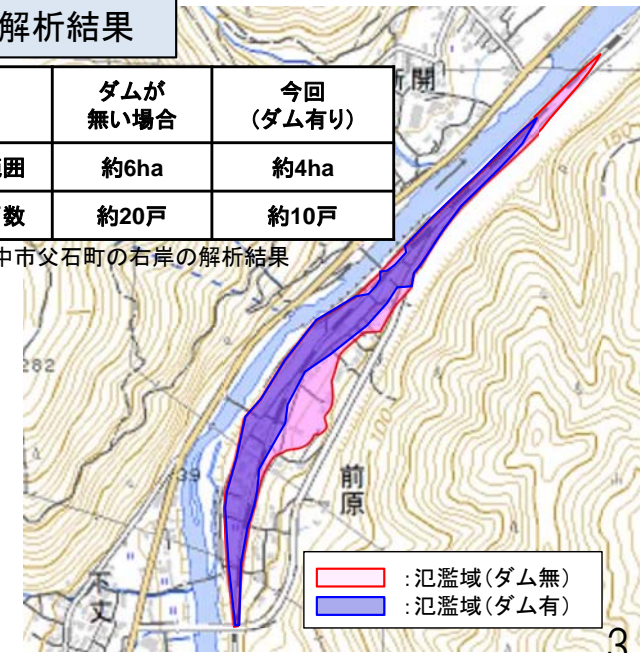 解析結果
ダムが
無い場合
今回
(ダム有り)
範囲
約6ha
約4ha
戸数
約20戸
約10戸
中市父石町の右岸の解析結果
新開
150
100
282
39
前原
下丈
:氾濫域(ダム無)
:氾濫域(ダム有)
3